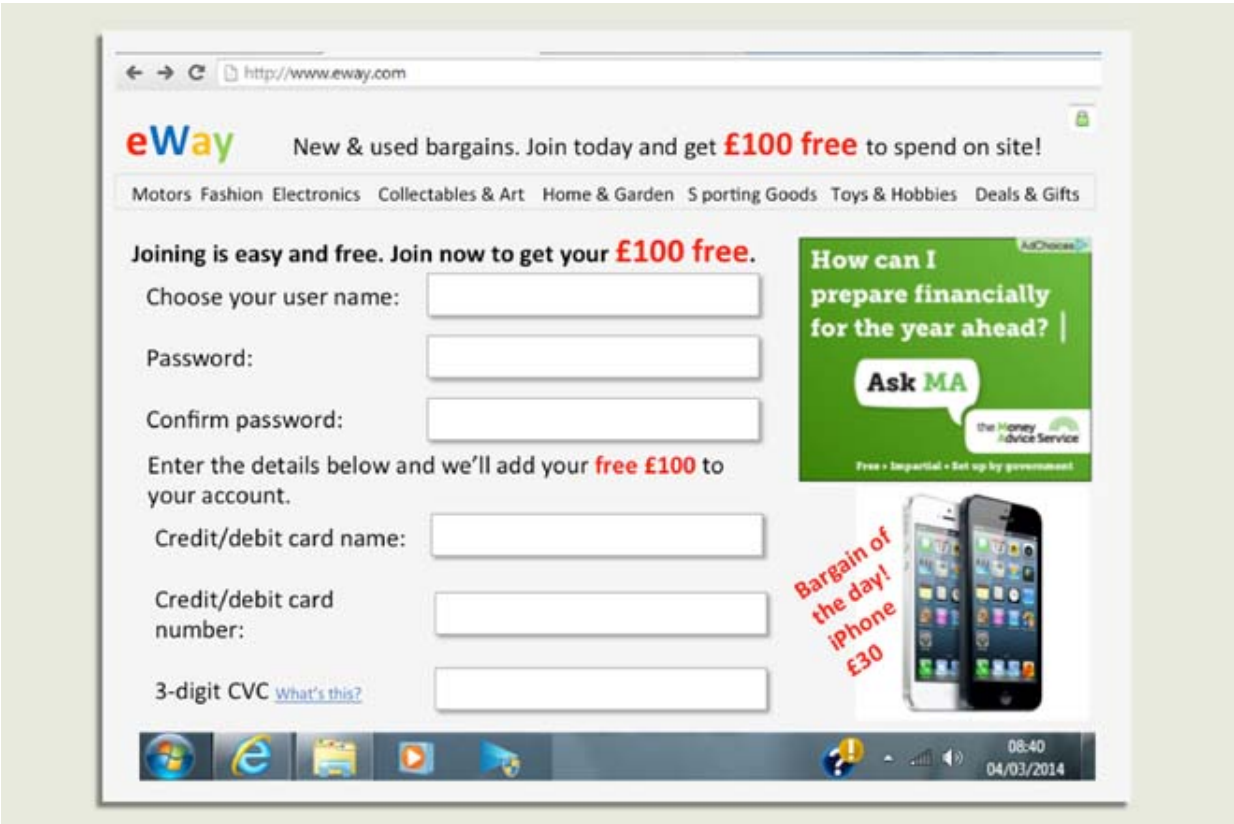 http://www.eway.com
eWay
New & used bargains. Join today and get £100 free to spend on site!
Motors Fashion Electronics Collectables & Art Home & Garden S porting Goods Toys & Hobbies Deals & Gifts
Joining is easy and free. Join now to get your £100 free.
Choose your user name:
Password:
Confirm password:
Enter the details below and we'll add your free £100 to
your account.
Credit/debit card name:
Credit/debit card
number:
3-digit CVC What's this?
AdChoices
How can I
prepare financially
for the year ahead?
Ask MA
the Money
Advice Service
Free • Impartial • Set up by government
Bargain of
the day!
iPhone
£30
08:40
04/03/2014